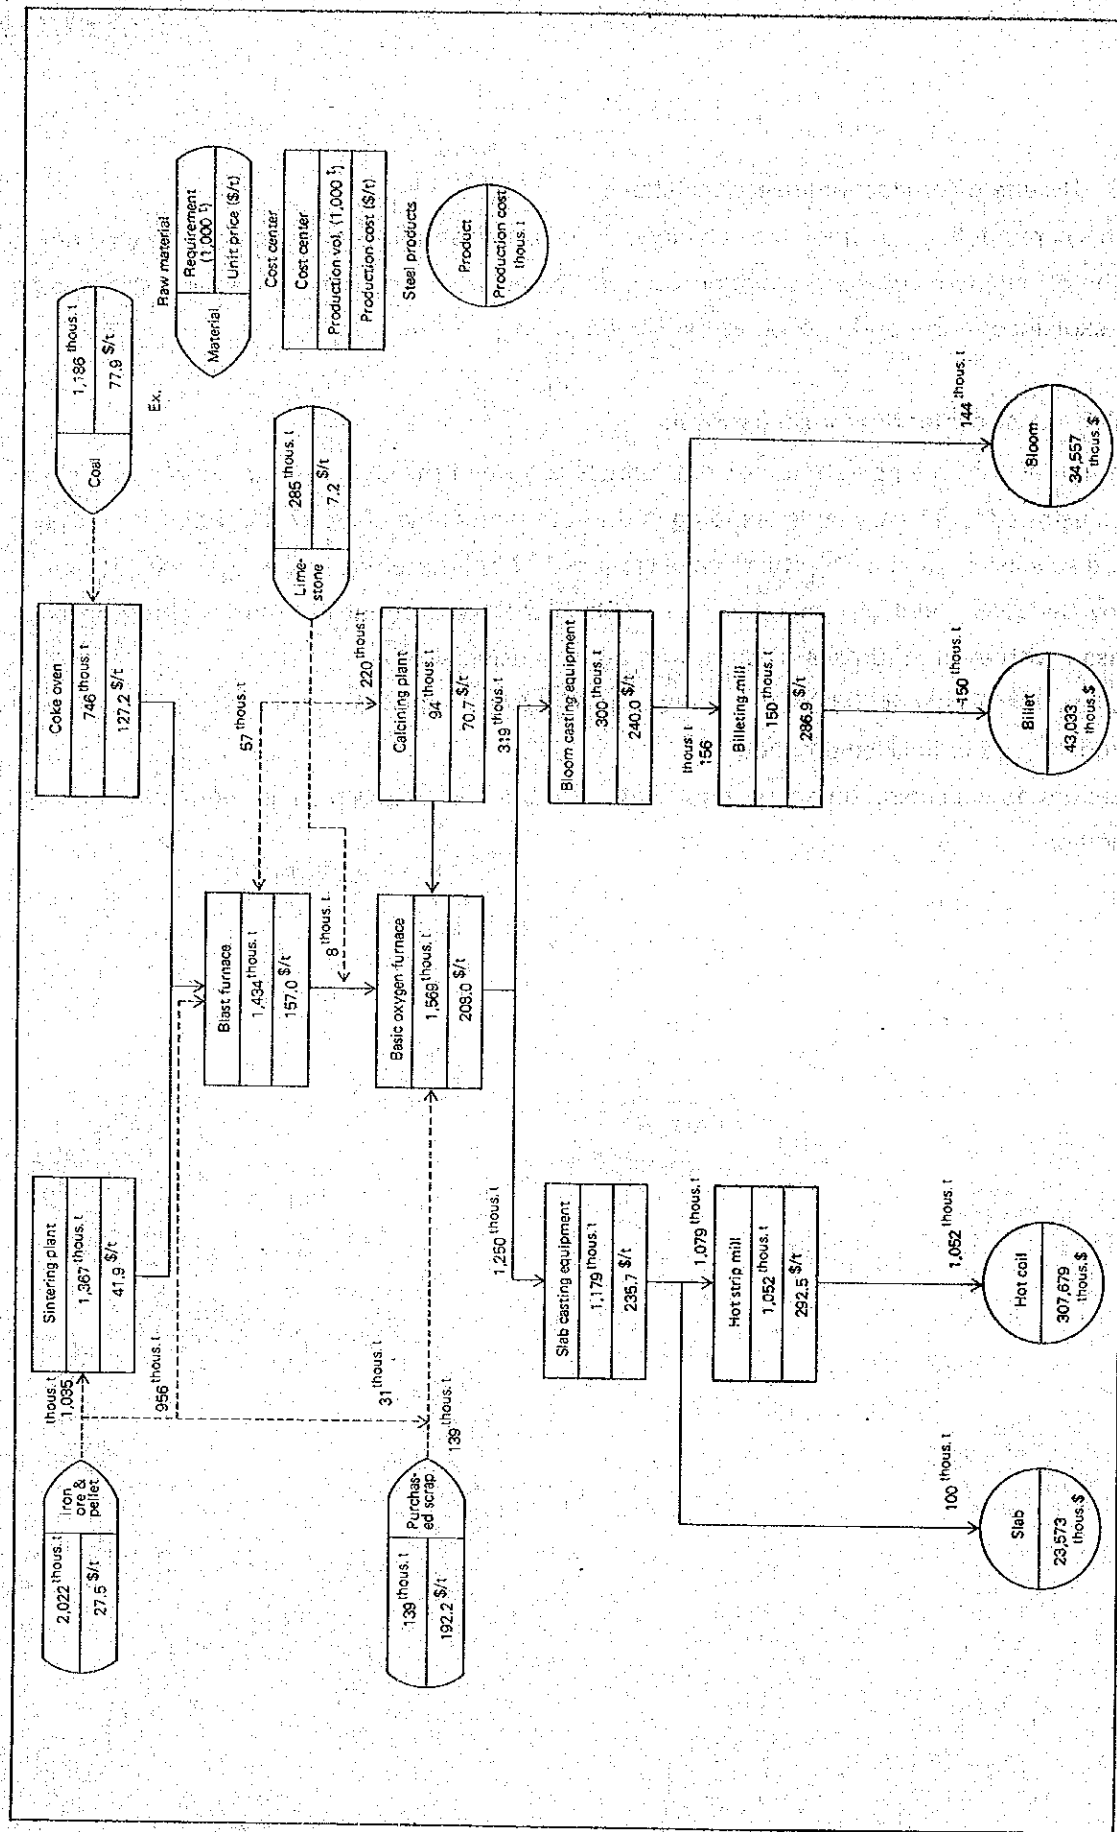 2,022 thous. t
27.5 $/t
Iron
ore &
pellet
thous. t
1,035
956 thous. t
31 thous. t
Sintering plant
1,367 thous. t
41.9 $/t
Coke oven
746 thous. t
127.2 $/t
Coal
1,186 thous. t
77.9 $/t
Ex.
Raw material
Material
Requirement
(1,000 t)
Unit price ($/t)
Cost center
Cost center
Production vol. (1,000 t)
Production cost ($/t)
Steel products
Product
Production cost
thous. t
Blast furnace
1,434 thous. t
157.0 $/t
57 thous. t
Lime-
stone
285 thous. t
7.2 $/t
8 thous. t
220 thous. t
139 thous. t
192.2 $/t
Purchas-
ed scrap
139 thous. t
Basic oxygen furnace
1,569 thous. t
208.0 $/t
Calcining plant
94 thous. t
70.7 $/t
1,250 thous. t
319 thous. t
Slab casting equipment
1,179 thous. t
235.7 $/t
Bloom casting equipment
300 thous. t
240.0 $/t
1,079 thous. t
thous. t
156
Hot strip mill
1,052 thous. t
292.5 $/t
Billeting mill
150 thous. t
286.9 $/t
100 thous. t
1,052 thous. t
150 thous. t
144 thous. t
Slab
23,573
thous. $
Hot coil
307,679
thous. $
Billet
43,033
thous. $
Bloom
34,557
thous. $